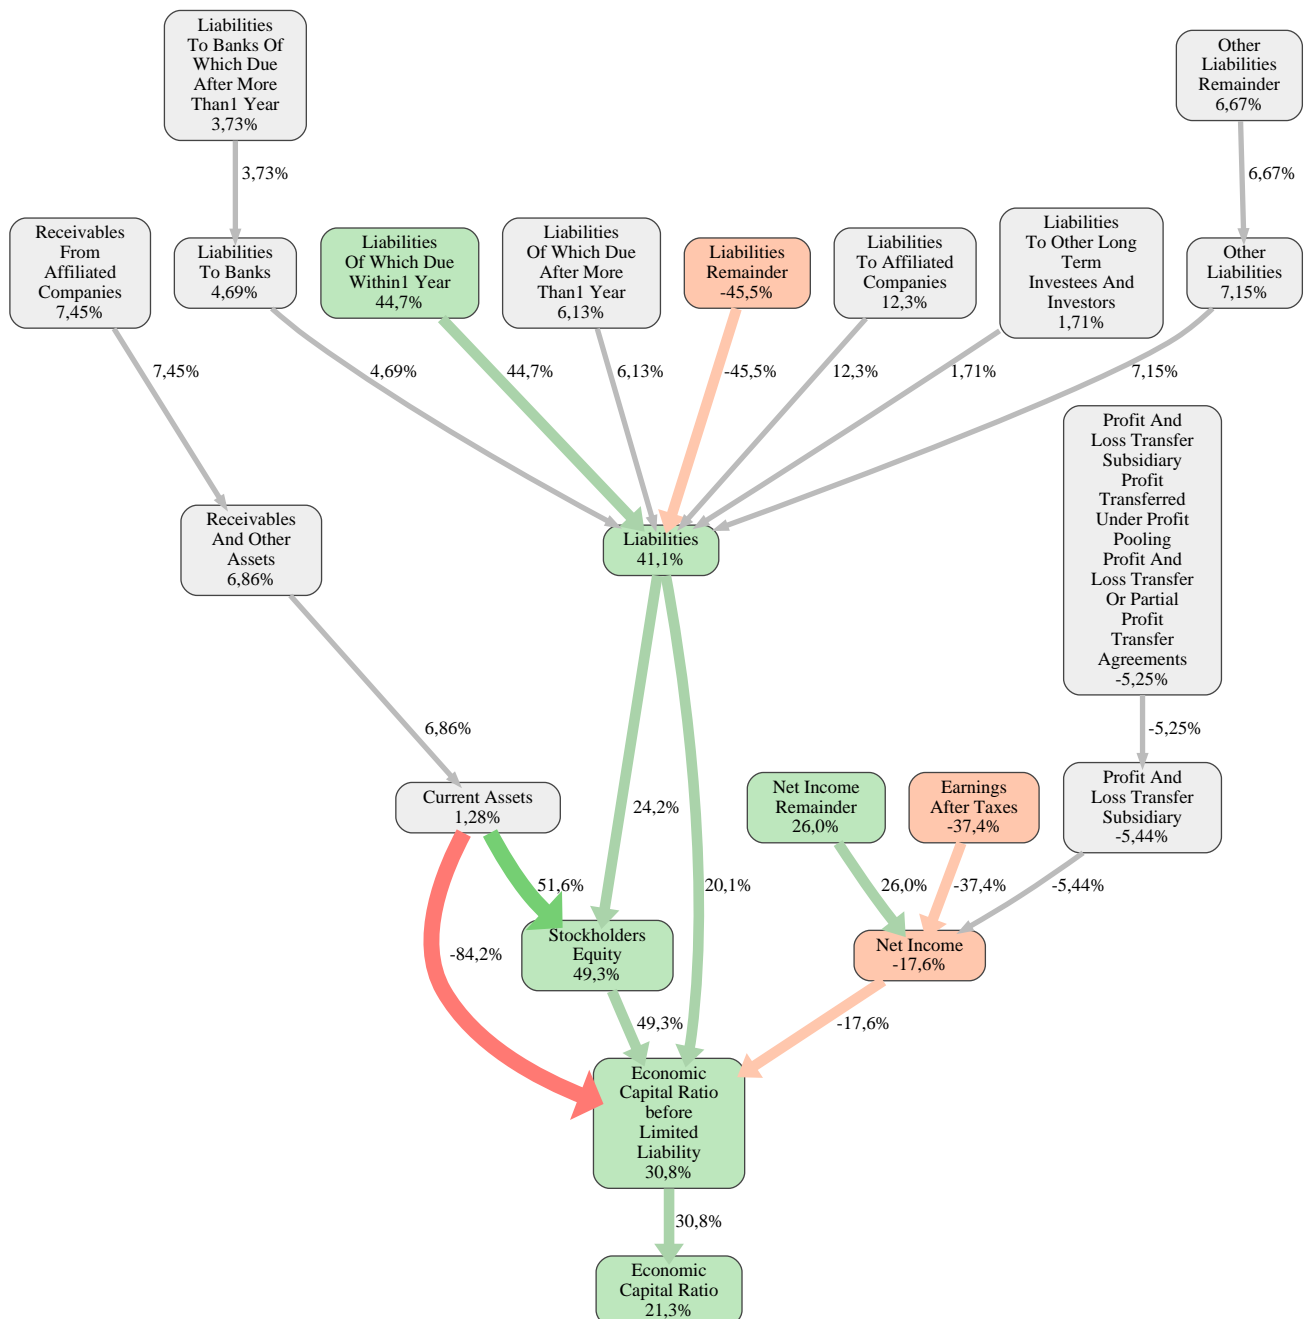 Liabilities
To Banks Of
Which Due
After More
Than1 Year
3,73%
Other
Liabilities
Remainder
6,67%
3,73%
6,67%
Receivables
From
Affiliated
Companies
7,45%
Liabilities
To Banks
4,69%
Liabilities
Of Which Due
Within1 Year
44,7%
Liabilities
Of Which Due
After More
Than1 Year
6,13%
Liabilities
Remainder
-45,5%
Liabilities
To Affiliated
Companies
12,3%
Liabilities
To Other Long
Term
Investees And
Investors
1,71%
Other
Liabilities
7,15%
7,45%
4,69%
44,7%
6,13%
-45,5%
12,3%
1,71%
7,15%
Profit And
Loss Transfer
Subsidiary
Profit
Transferred
Under Profit
Pooling
Profit And
Loss Transfer
Or Partial
Profit
Transfer
Agreements
-5,25%
Receivables
And Other
Assets
6,86%
Liabilities
41,1%
6,86%
-5,25%
Current Assets
1,28%
24,2%
Net Income
Remainder
26,0%
Earnings
After Taxes
-37,4%
Profit And
Loss Transfer
Subsidiary
-5,44%
51,6%
20,1%
26,0%
-37,4%
-5,44%
-84,2%
Stockholders
Equity
49,3%
Net Income
-17,6%
49,3%
-17,6%
Economic
Capital Ratio
before
Limited
Liability
30,8%
30,8%
Economic
Capital Ratio
21,3%